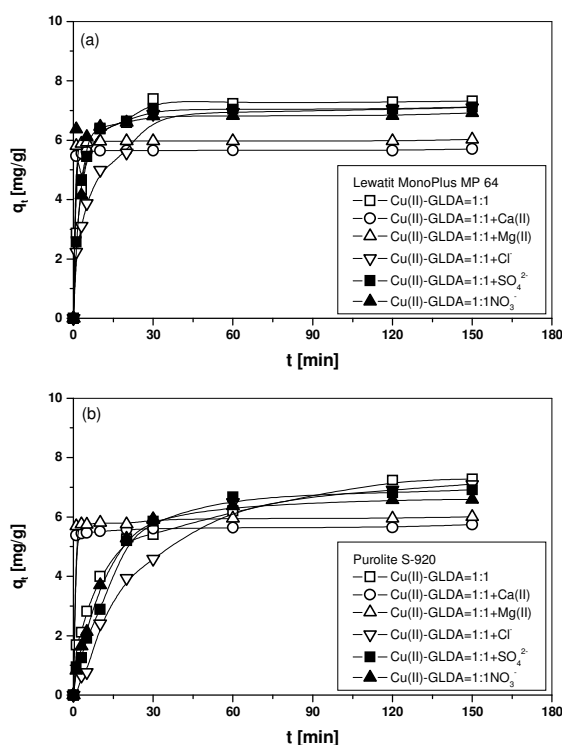 (a)
10
8
6
4
2
0
q_t [mg/g]
Lewatit MonoPlus MP 64
Cu(II)-GLDA=1:1
Cu(II)-GLDA=1:1+Ca(II)
Cu(II)-GLDA=1:1+Mg(II)
Cu(II)-GLDA=1:1+Cl⁻
Cu(II)-GLDA=1:1+SO₄²⁻
Cu(II)-GLDA=1:1NO₃⁻
0 30 60 90 120 150 180
t [min]
(b)
10
8
6
4
2
0
q_t [mg/g]
Purolite S-920
Cu(II)-GLDA=1:1
Cu(II)-GLDA=1:1+Ca(II)
Cu(II)-GLDA=1:1+Mg(II)
Cu(II)-GLDA=1:1+Cl⁻
Cu(II)-GLDA=1:1+SO₄²⁻
Cu(II)-GLDA=1:1NO₃⁻
0 30 60 90 120 150 180
t [min]